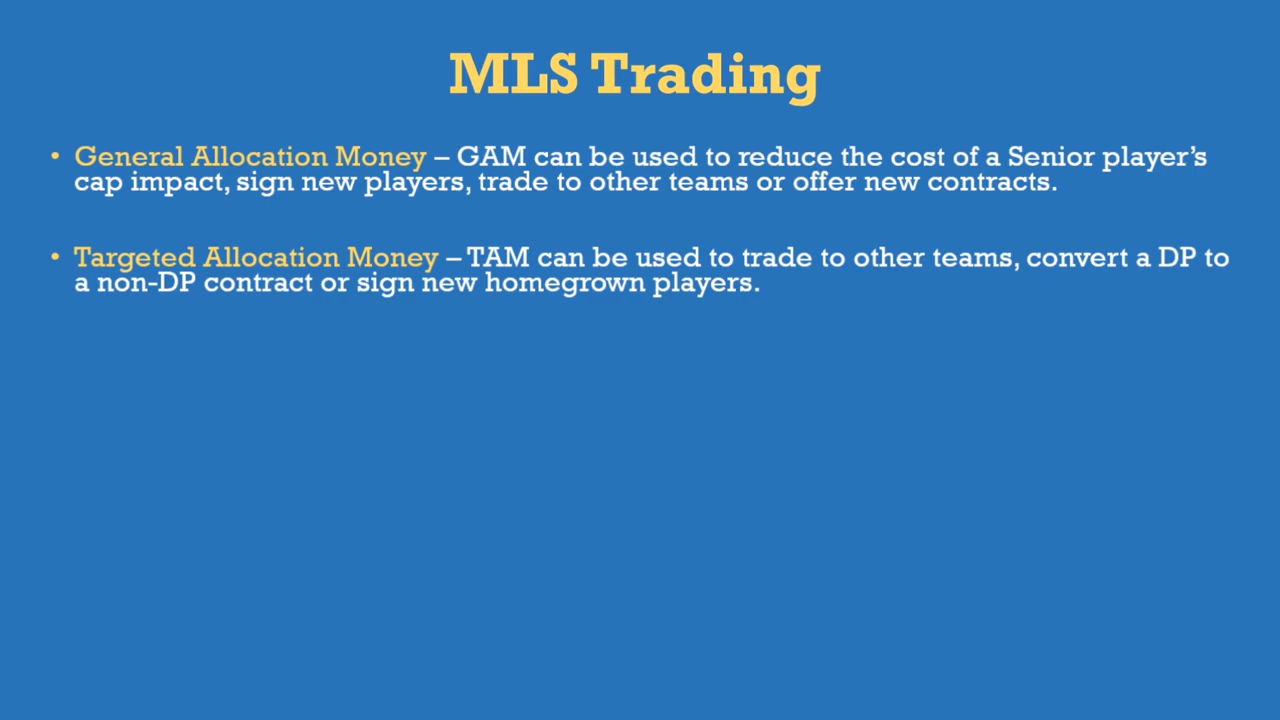 MLS Trading
• General Allocation Money – GAM can be used to reduce the cost of a Senior player’s
cap impact, sign new players, trade to other teams or offer new contracts.
• Targeted Allocation Money – TAM can be used to trade to other teams, convert a DP to
a non-DP contract or sign new homegrown players.